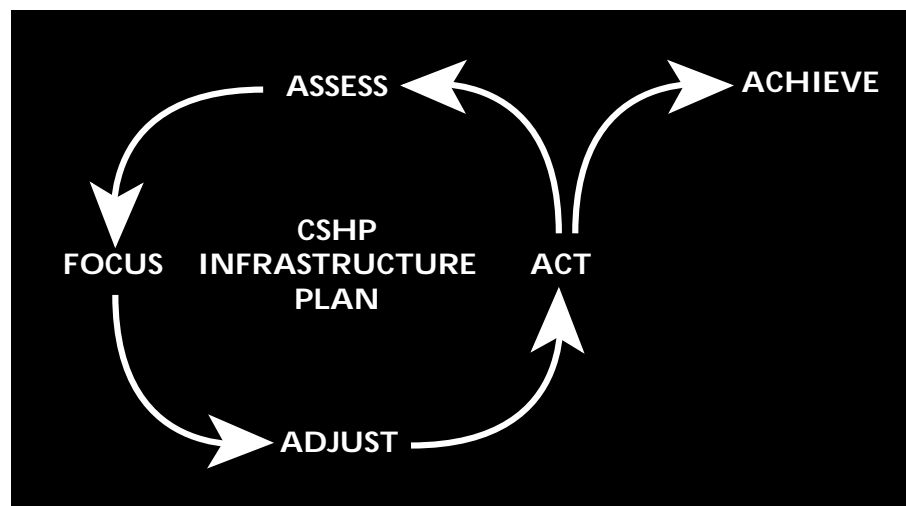 ASSESS
ACHIEVE
CSHP
INFRASTRUCTURE
PLAN
FOCUS
ACT
ADJUST